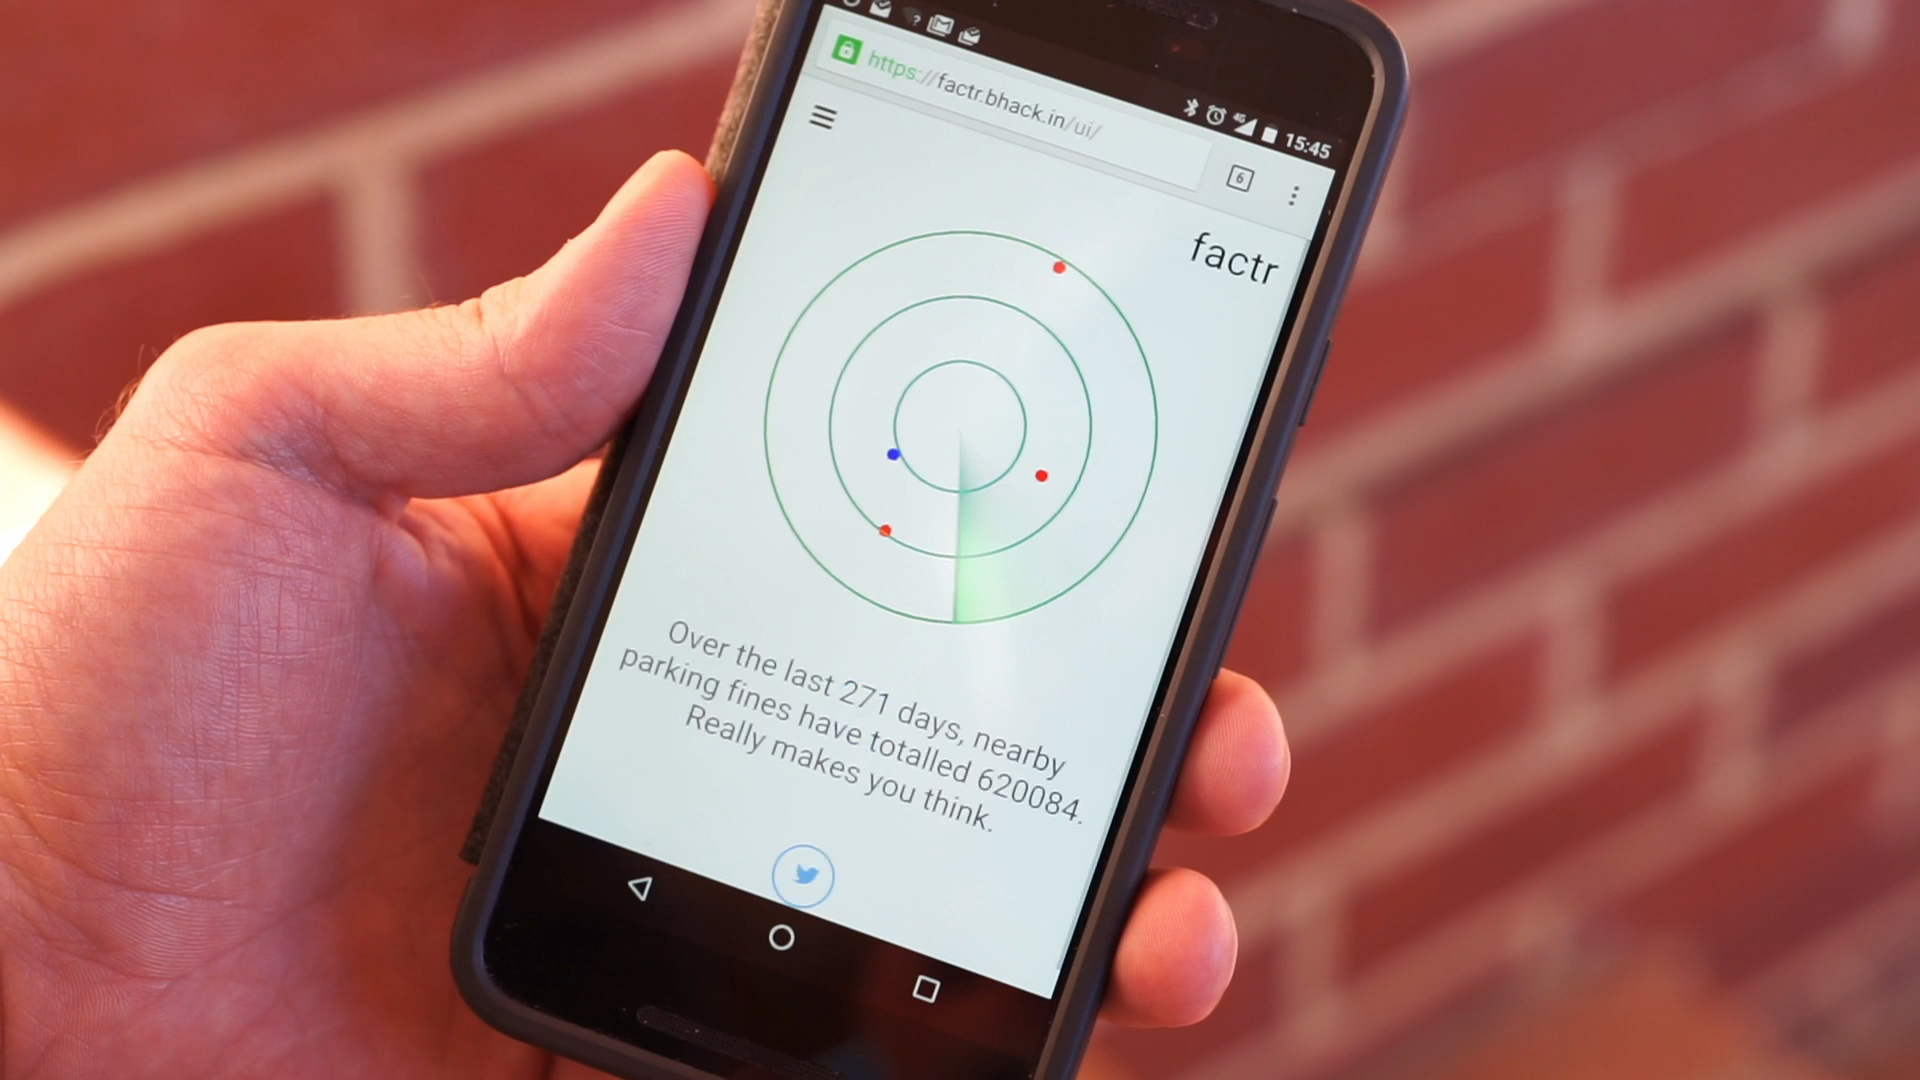 15:45
https://factr.bhack.in/ui/
6
factr
Over the last 271 days, nearby
parking fines have totalled 620084.
Really makes you think.